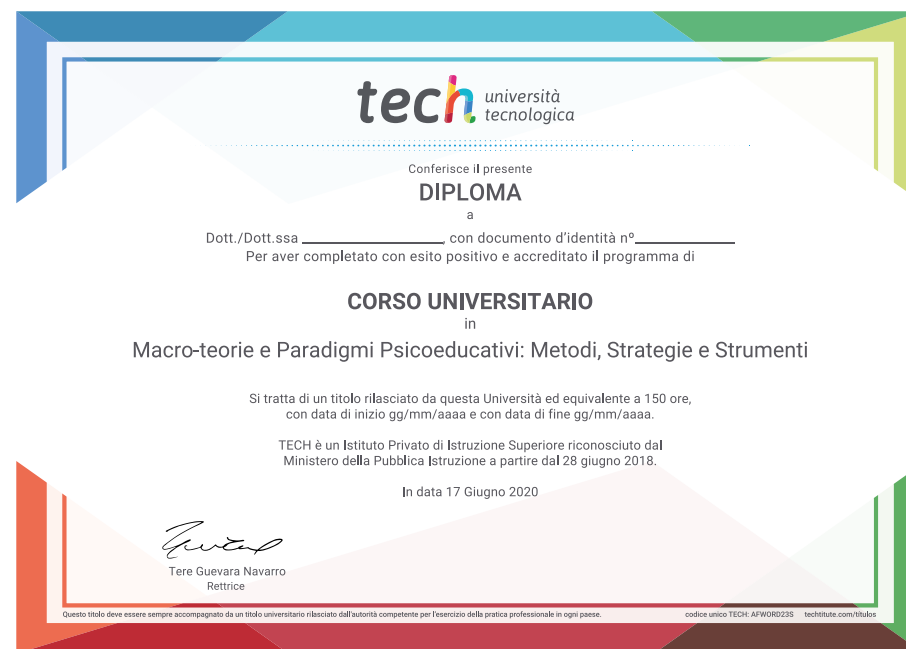 tech università
tecnologica
Conferisce il presente
DIPLOMA
a
Dott./Dott.ssa ________________, con documento d'identità nº____________
Per aver completato con esito positivo e accreditato il programma di
CORSO UNIVERSITARIO
in
Macro-teorie e Paradigmi Psicoeducativi: Metodi, Strategie e Strumenti
Si tratta di un titolo rilasciato da questa Università ed equivalente a 150 ore,
con data di inizio gg/mm/aaaa e con data di fine gg/mm/aaaa.
TECH è un Istituto Privato di Istruzione Superiore riconosciuto dal
Ministero della Pubblica Istruzione a partire dal 28 giugno 2018.
In data 17 Giugno 2020
Tere Guevara Navarro
Rettrice
Questo titolo deve essere sempre accompagnato da un titolo universitario rilasciato dall'autorità competente per l'esercizio della pratica professionale in ogni paese. codice unico TECH: AFWORD23S techtitute.com/titulos